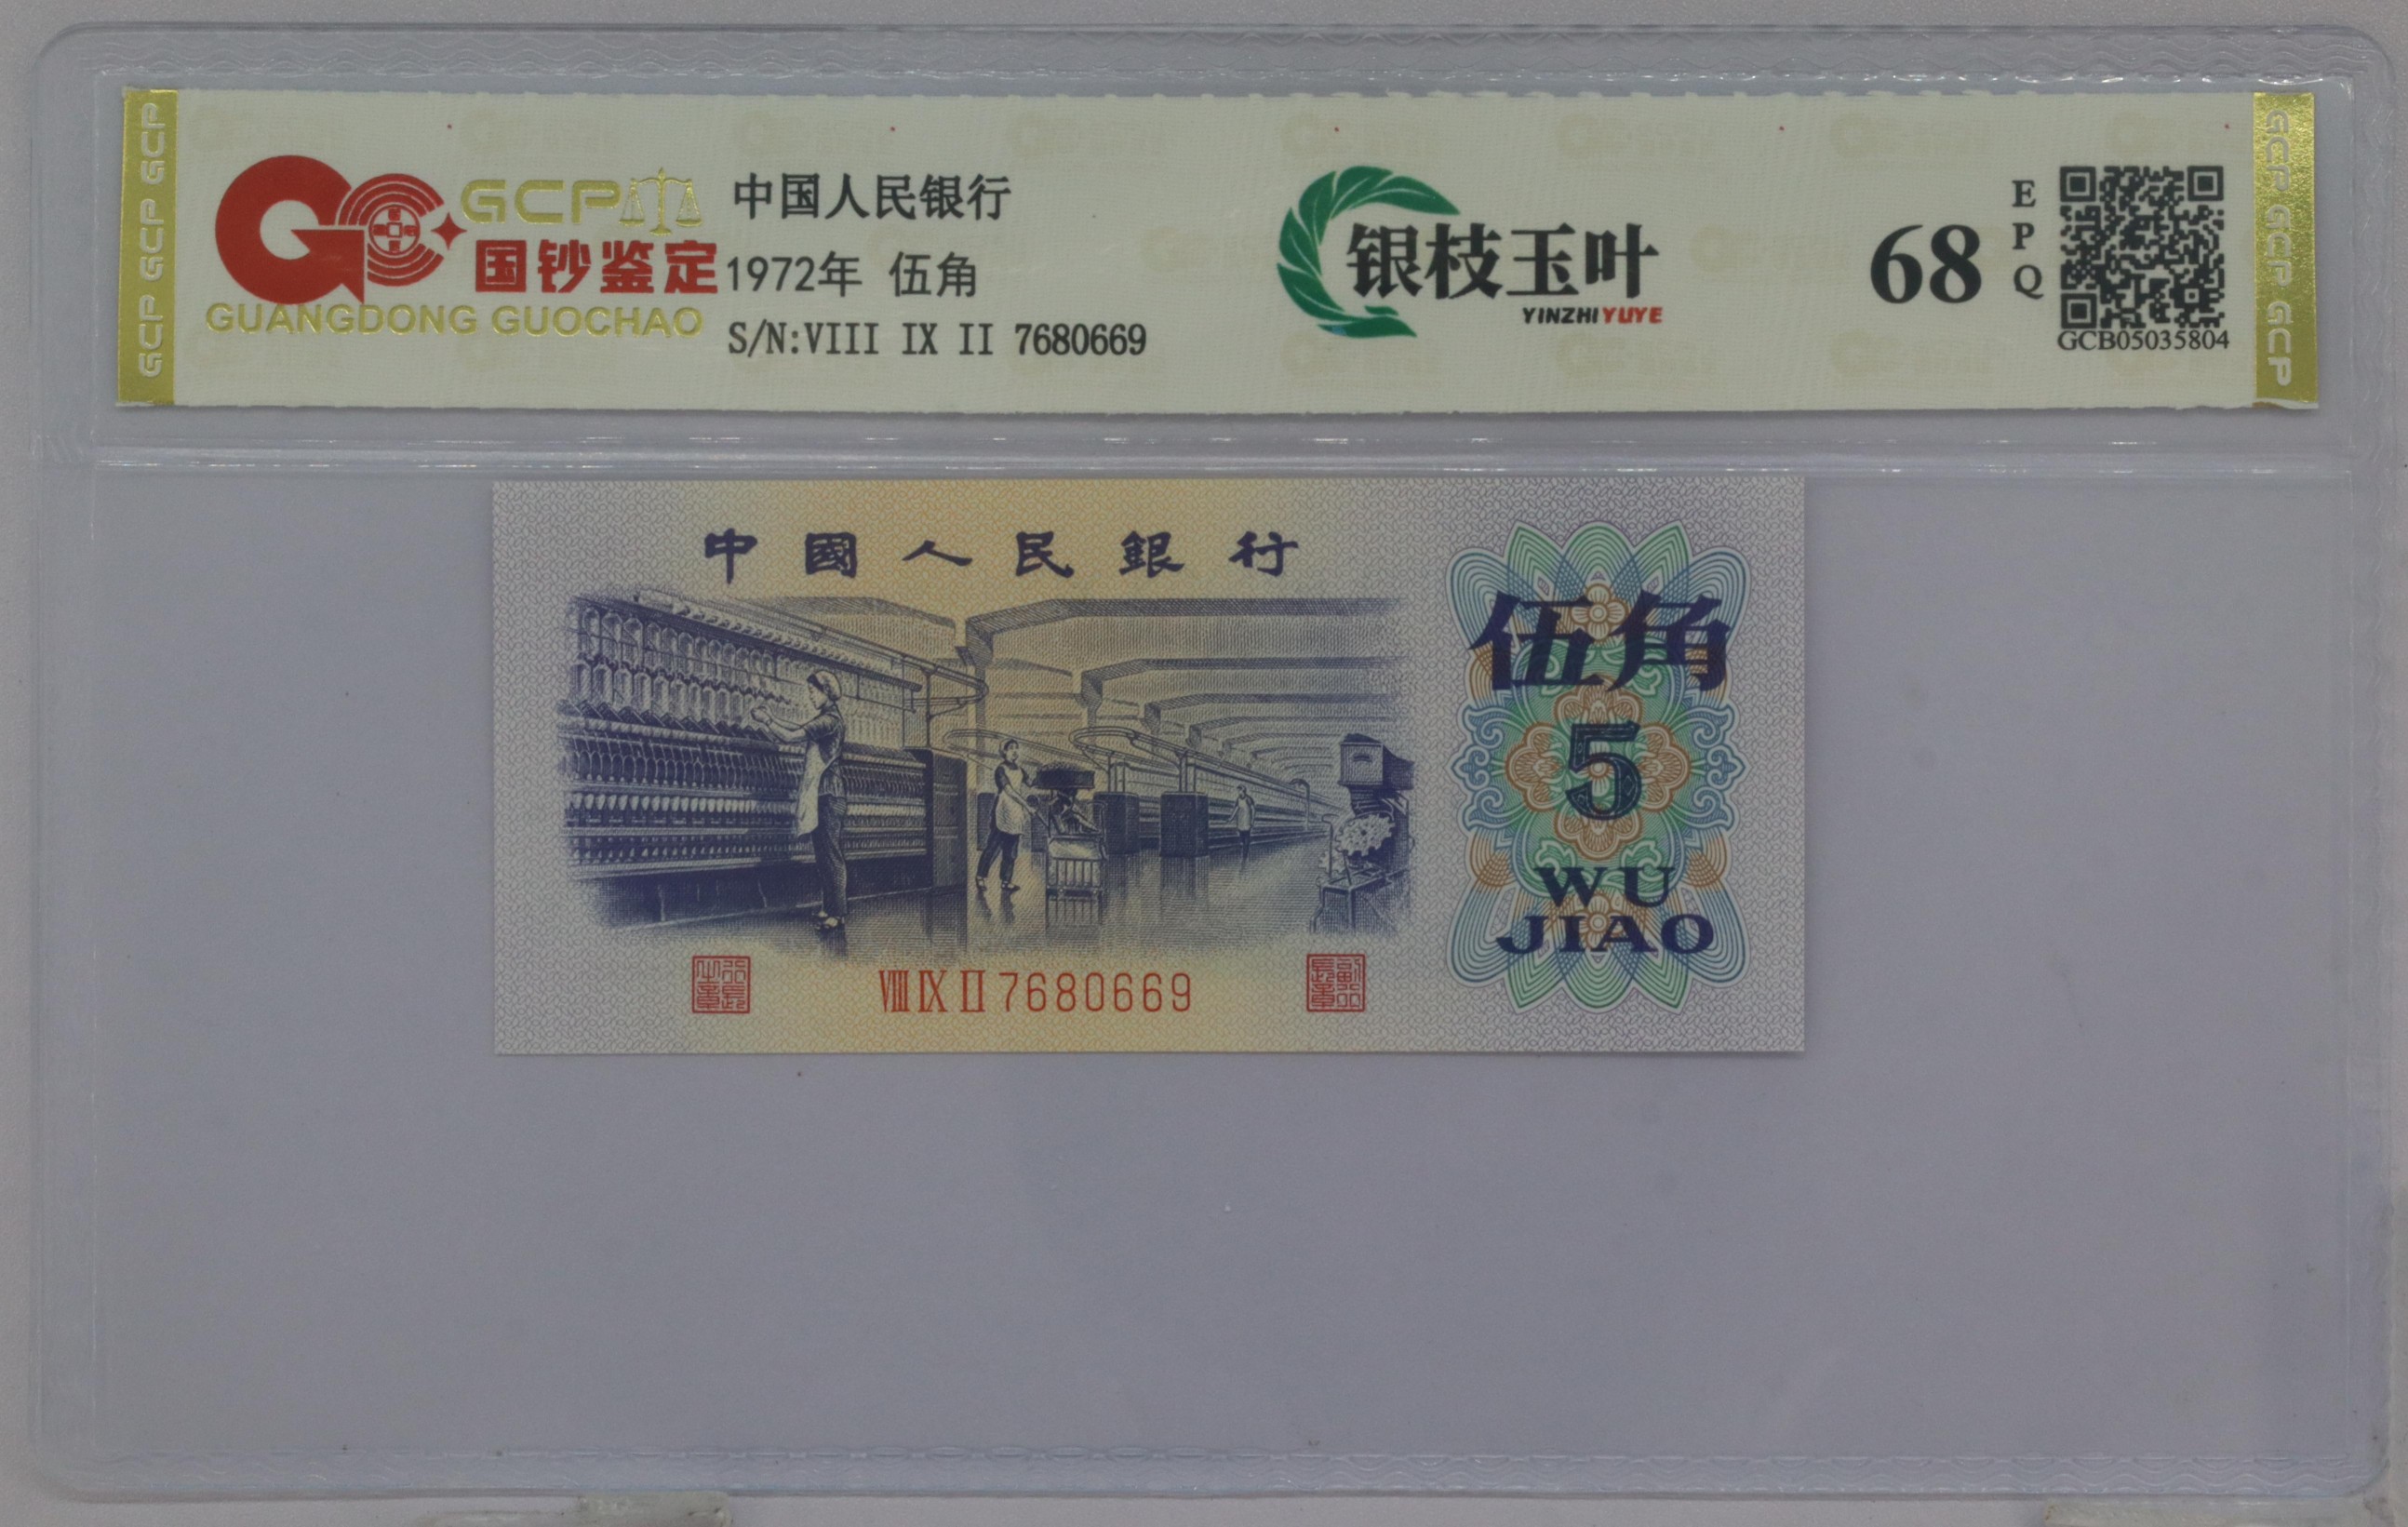 GCP GCP GCP
GCP
国钞鉴定
GUANGDONG GUOCHAO
中国人民银行
1972年 伍角
S/N:VIII IX II 7680669
银枝玉叶
YINZHIYUYE
68
EPQ
GCB05035804
GCP GCP GCP
中國人民銀行
伍角
5
WU
JIAO
VIII IX II 7680669